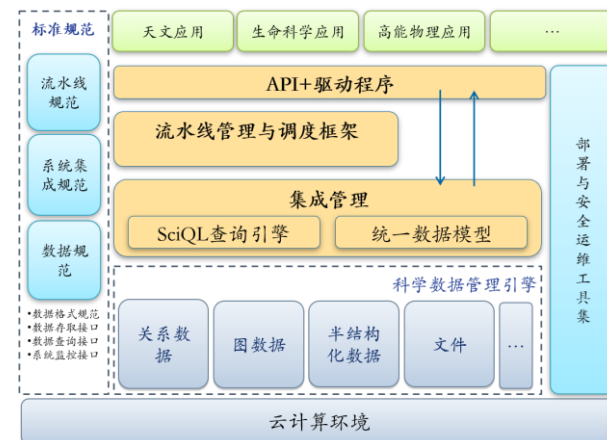 标准规范
流水线
规范
系统集
成规范
数据规
范
•数据格式规范
•数据存取接口
•数据查询接口
•系统监控接口
天文应用
生命科学应用
高能物理应用
…
API+驱动程序
流水线管理与调度框架
集成管理
SciQL查询引擎
统一数据模型
科学数据管理引擎
关系数
据
图数据
半结构
化数据
文件
…
部署与安全运维工具集
云计算环境